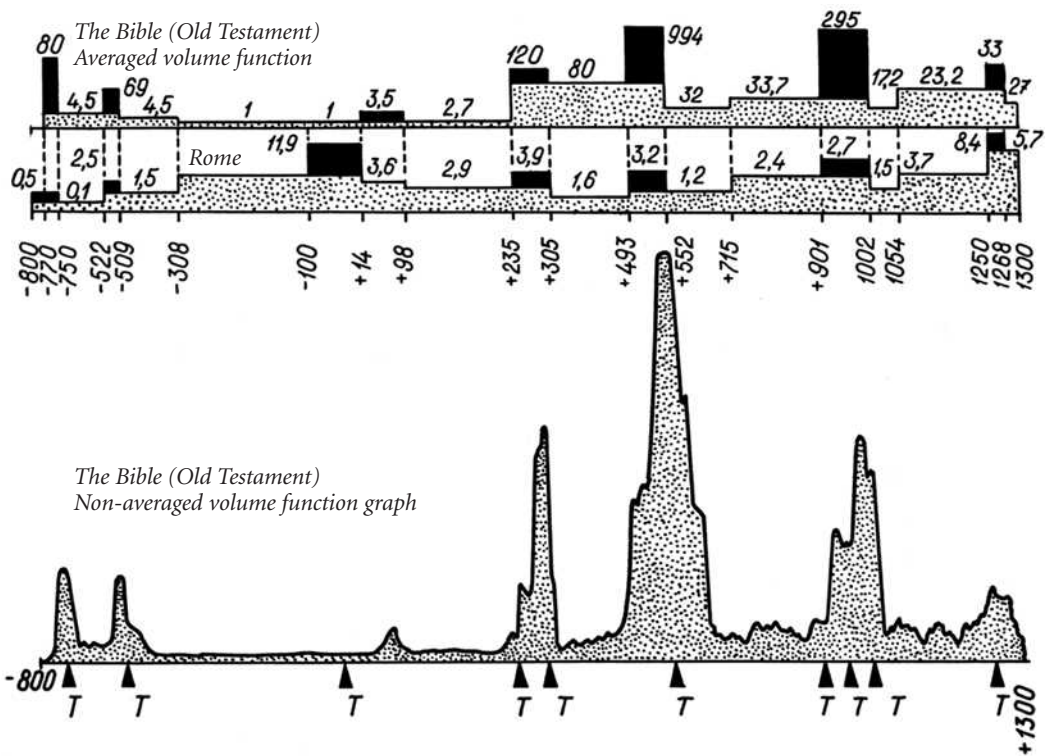 The Bible (Old Testament)
Averaged volume function
80 4,5 69 4,5 1 1 3,5 2,7 120 80 994 32 33,7 295 17,2 23,2 33 27
Rome
0,5 0,1 2,5 1,5 11,9 3,6 2,9 3,9 1,6 3,2 1,2 2,4 2,7 1,5 3,7 8,4 5,7
-800 -770 -750 -522 -509 -308 -100 +14 +98 +235 +305 +493 +552 +715 +901 1002 1054 1250 1268 1300
The Bible (Old Testament)
Non-averaged volume function graph
-800 T T T T T T T T T T +1300